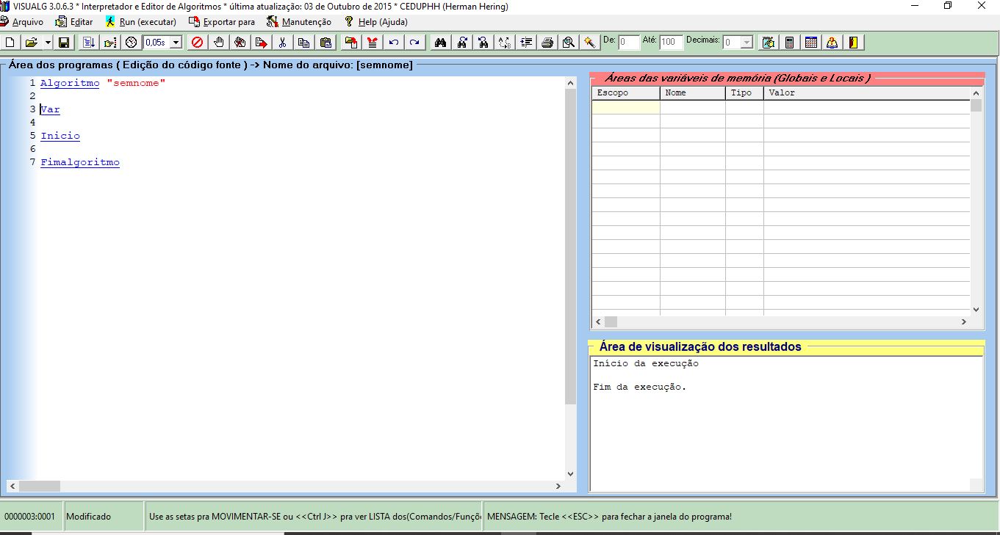 VISUALG 3.0.6.3 * Interpretador e Editor de Algoritmos * última atualização: 03 de Outubro de 2015 * CEDUPHH (Herman Hering)
Arquivo Editar Run (executar) Exportar para Manutenção Help (Ajuda)
0,05s De: 0 Até: 100 Decimais: 0
Área dos programas ( Edição do código fonte ) -> Nome do arquivo: [semnome]
1 Algoritmo "semnome"
2
3 Var
4
5 Inicio
6
7 Fimalgoritmo
Áreas das variáveis de memória (Globais e Locais )
Escopo Nome Tipo Valor
Área de visualização dos resultados
Início da execução
Fim da execução.
0000003:0001 Modificado Use as setas pra MOVIMENTAR-SE ou <<Ctrl J>> pra ver LISTA dos(Comandos/Funçõ MENSAGEM: Tecle <<ESC>> para fechar a janela do programa!